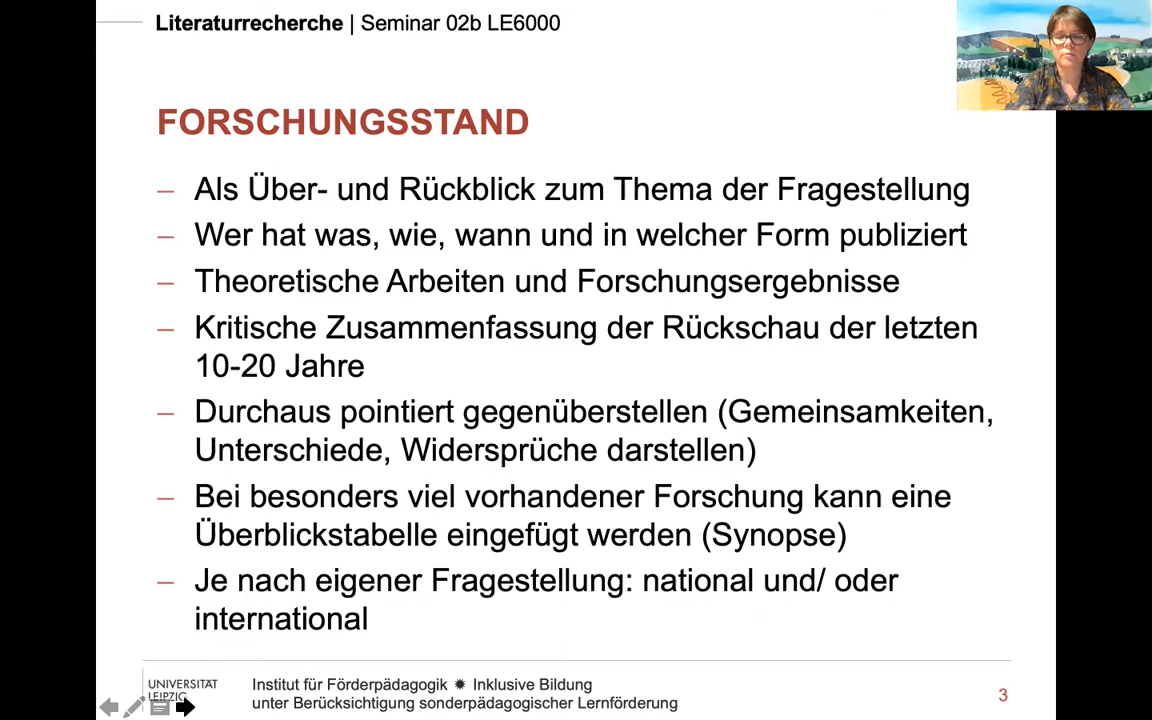 Literaturrecherche | Seminar 02b LE6000
FORSCHUNGSSTAND
– Als Über- und Rückblick zum Thema der Fragestellung
– Wer hat was, wie, wann und in welcher Form publiziert
– Theoretische Arbeiten und Forschungsergebnisse
– Kritische Zusammenfassung der Rückschau der letzten
10-20 Jahre
– Durchaus pointiert gegenüberstellen (Gemeinsamkeiten,
Unterschiede, Widersprüche darstellen)
– Bei besonders viel vorhandener Forschung kann eine
Überblickstabelle eingefügt werden (Synopse)
– Je nach eigener Fragestellung: national und/ oder
international
UNIVERSITÄT
LEIPZIG
Institut für Förderpädagogik ✹ Inklusive Bildung
unter Berücksichtigung sonderpädagogischer Lernförderung
3